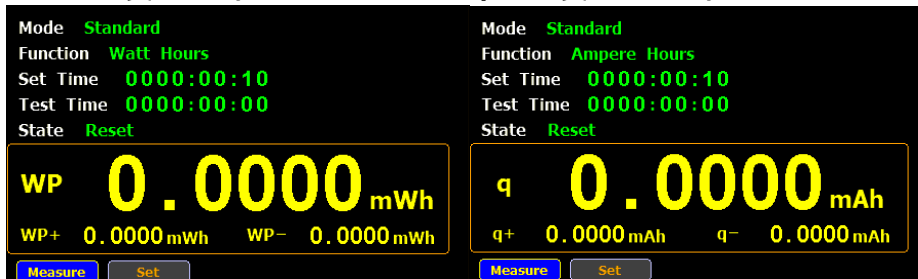 Mode Standard
Function Watt Hours
Set Time 0000:00:10
Test Time 0000:00:00
State Reset
WP 0.0000 mWh
WP+ 0.0000 mWh WP− 0.0000 mWh
Measure Set
Mode Standard
Function Ampere Hours
Set Time 0000:00:10
Test Time 0000:00:00
State Reset
q 0.0000 mAh
q+ 0.0000 mAh q− 0.0000 mAh
Measure Set